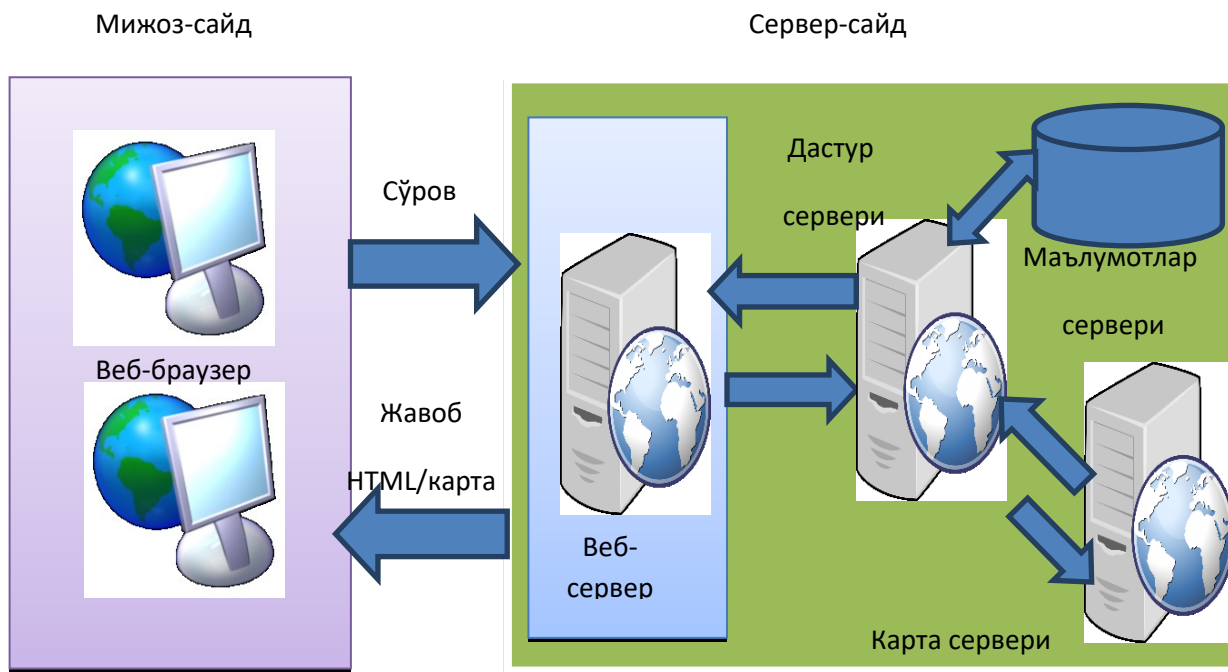 Мижоз-сайд
Сервер-сайд
Веб-браузер
Сўров
Жавоб
HTML/карта
Веб-
сервер
Дастур
сервери
Маълумотлар
сервери
Карта сервери